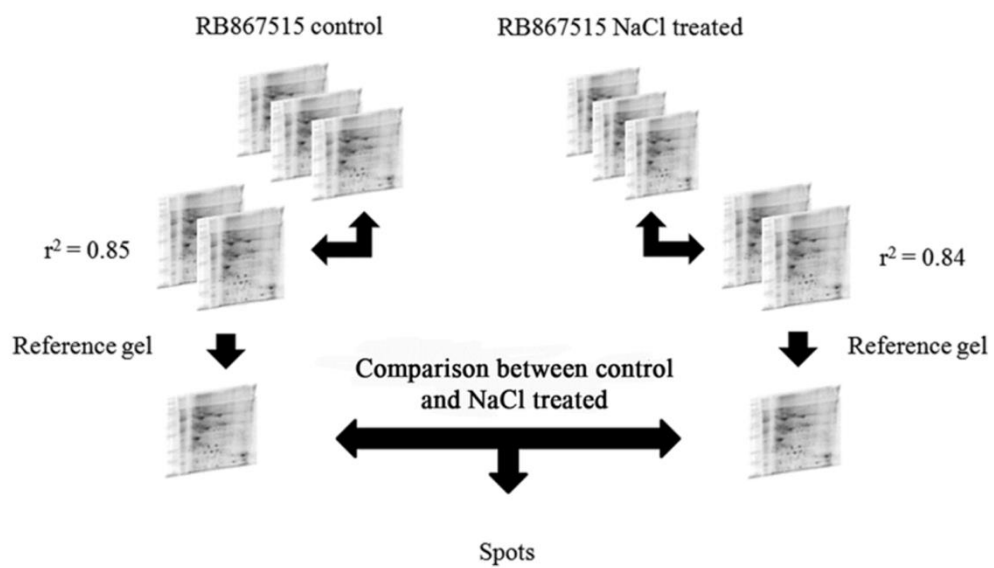 RB867515 control
RB867515 NaCl treated
r² = 0.85
r² = 0.84
Reference gel
Reference gel
Comparison between control
and NaCl treated
Spots